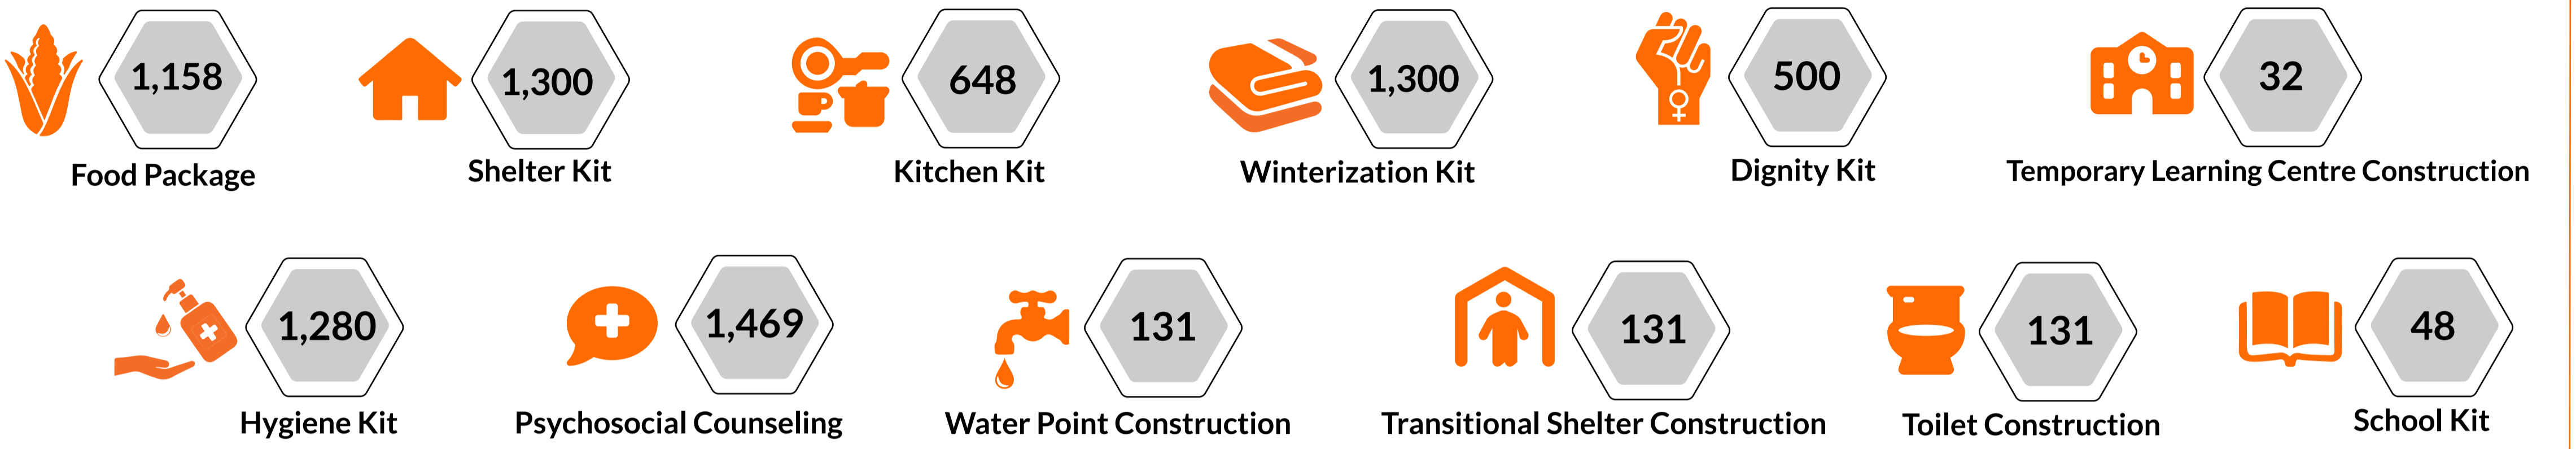 1,158
Food Package
1,300
Shelter Kit
648
Kitchen Kit
1,300
Winterization Kit
500
Dignity Kit
32
Temporary Learning Centre Construction
1,280
Hygiene Kit
1,469
Psychosocial Counseling
131
Water Point Construction
131
Transitional Shelter Construction
131
Toilet Construction
48
School Kit